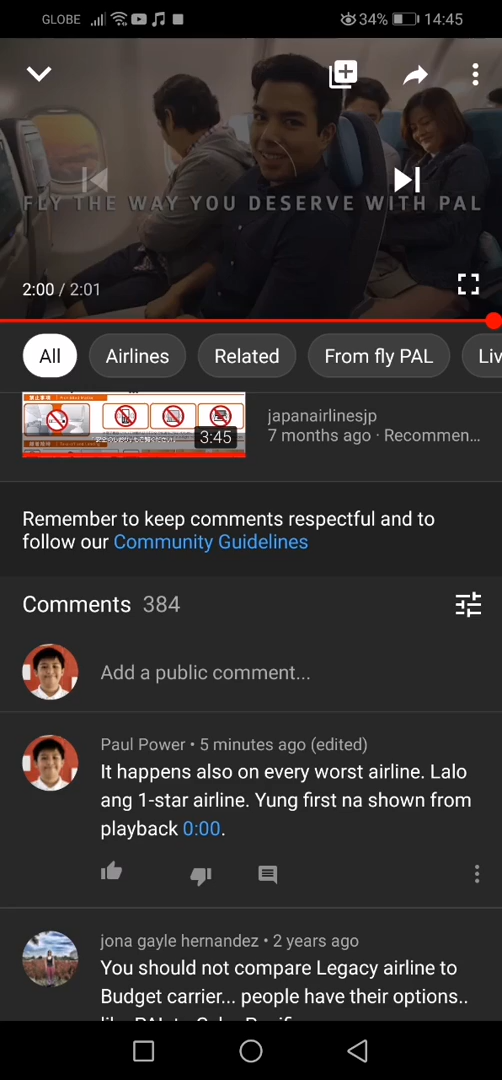 GLOBE
34% 14:45
FLY THE WAY YOU DESERVE WITH PAL
2:00 / 2:01
All Airlines Related From fly PAL Liv
3:45
japanairlinesjp
7 months ago · Recommen...
Remember to keep comments respectful and to
follow our Community Guidelines
Comments 384
Add a public comment...
Paul Power • 5 minutes ago (edited)
It happens also on every worst airline. Lalo
ang 1-star airline. Yung first na shown from
playback 0:00.
jona gayle hernandez • 2 years ago
You should not compare Legacy airline to
Budget carrier... people have their options..